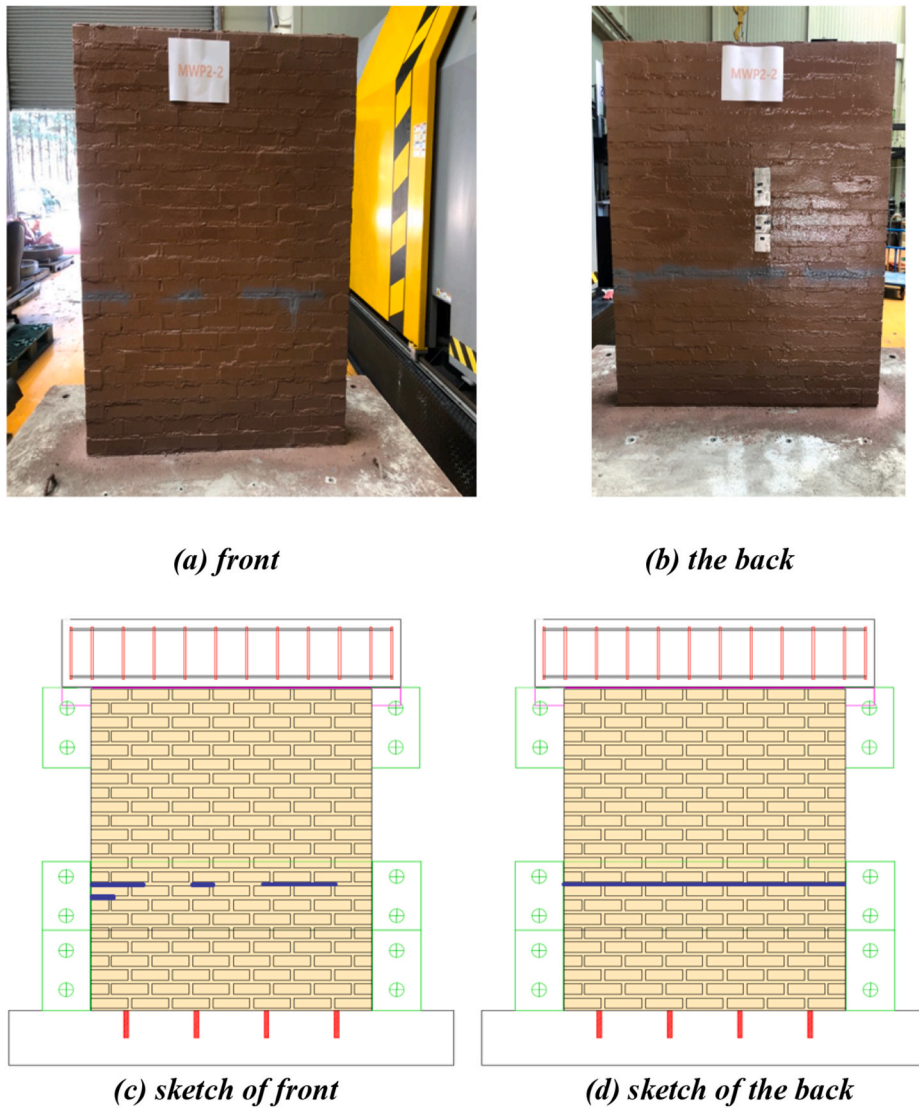 MWP2-2
MWP2-2
(a) front
(b) the back
(c) sketch of front
(d) sketch of the back